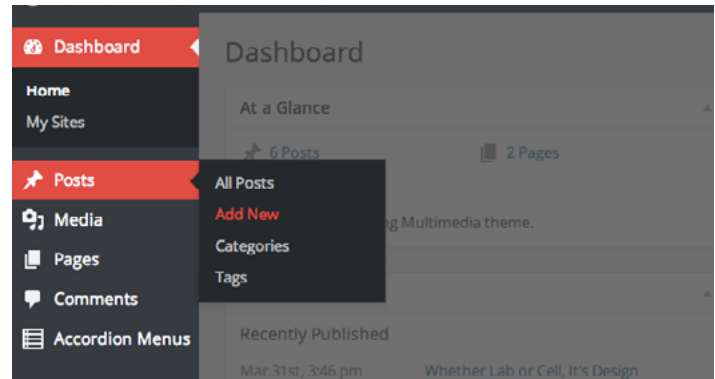 Dashboard
Home
My Sites
Posts
Media
Pages
Comments
Accordion Menus
All Posts
Add New
Categories
Tags
Dashboard
At a Glance
6 Posts
2 Pages
Multimedia theme.
Recently Published
Mar 31st, 3:46 pm
Whether Lab or Cell, It's Design